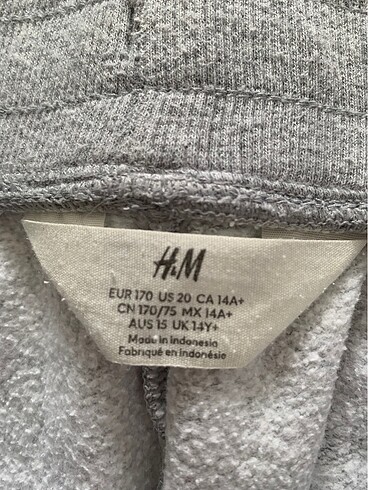 H&M
EUR 170 US 20 CA 14A+
CN 170/75 MX 14A+
AUS 15 UK 14Y+
Made in Indonesia
Fabriqué en Indonésie